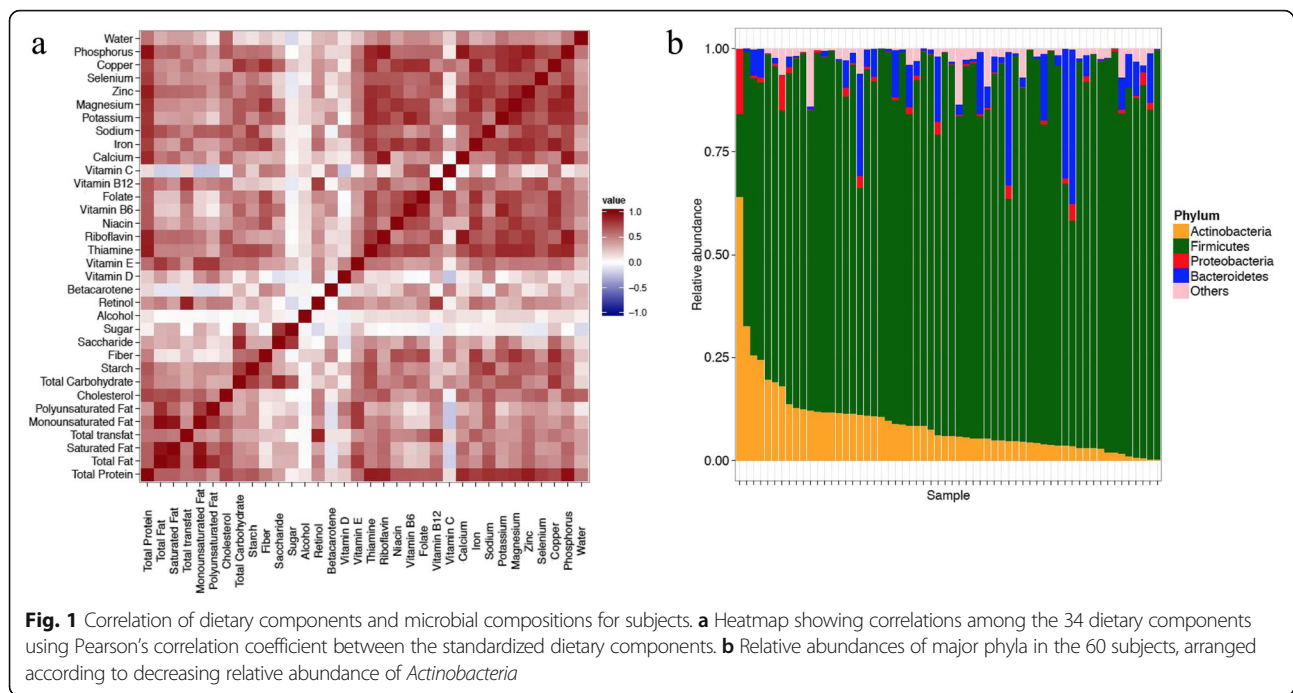 a
Water
Phosphorus
Copper
Selenium
Zinc
Magnesium
Potassium
Sodium
Iron
Calcium
Vitamin C
Vitamin B12
Folate
Vitamin B6
Niacin
Riboflavin
Thiamine
Vitamin E
Vitamin D
Betacarotene
Retinol
Alcohol
Sugar
Saccharide
Fiber
Starch
Total Carbohydrate
Cholesterol
Polyunsaturated Fat
Monounsaturated Fat
Total transfat
Saturated Fat
Total Fat
Total Protein
Total Protein
Total Fat
Saturated Fat
Total transfat
Monounsaturated Fat
Polyunsaturated Fat
Cholesterol
Total Carbohydrate
Starch
Fiber
Saccharide
Sugar
Alcohol
Retinol
Betacarotene
Vitamin D
Vitamin E
Thiamine
Riboflavin
Niacin
Vitamin B6
Folate
Vitamin B12
Vitamin C
Calcium
Iron
Sodium
Potassium
Magnesium
Zinc
Selenium
Copper
Phosphorus
Water
value
1.0
0.5
0.0
−0.5
−1.0
b
Relative abundance
1.00
0.75
0.50
0.25
0.00
Sample
Phylum
Actinobacteria
Firmicutes
Proteobacteria
Bacteroidetes
Others
Fig. 1 Correlation of dietary components and microbial compositions for subjects. a Heatmap showing correlations among the 34 dietary components
using Pearson's correlation coefficient between the standardized dietary components. b Relative abundances of major phyla in the 60 subjects, arranged
according to decreasing relative abundance of Actinobacteria